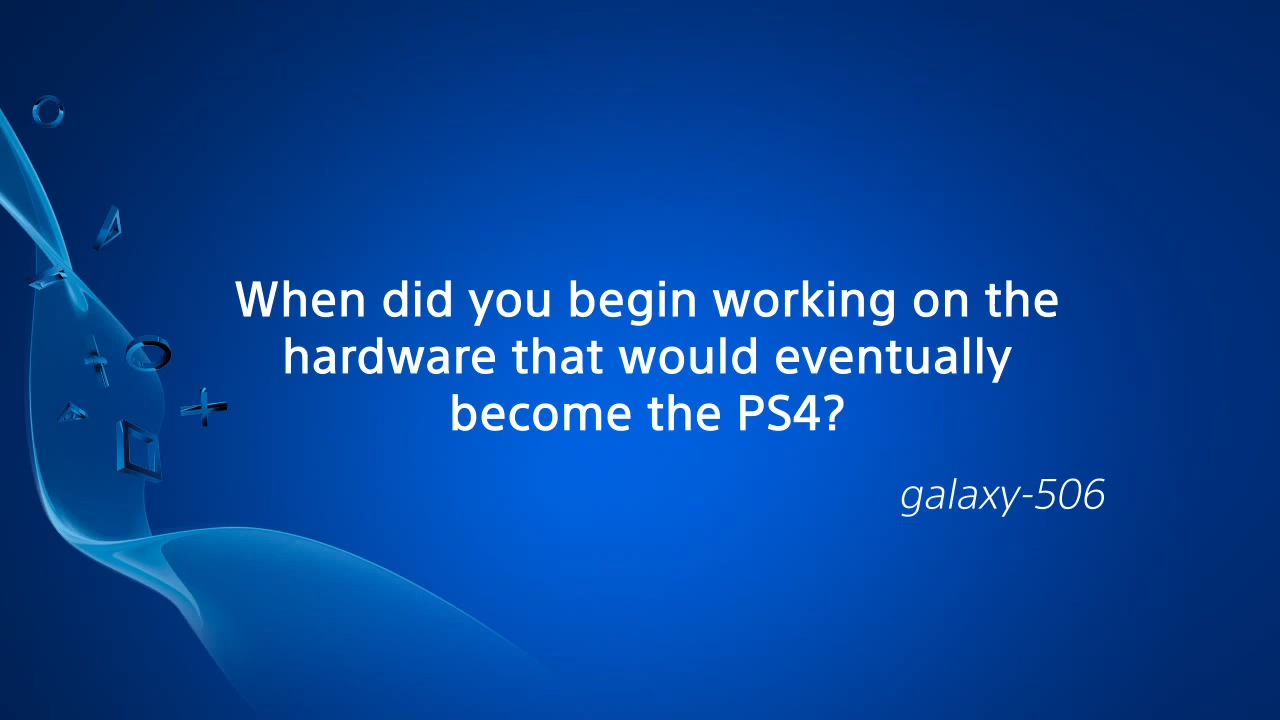 When did you begin working on the
hardware that would eventually
become the PS4?
galaxy-506